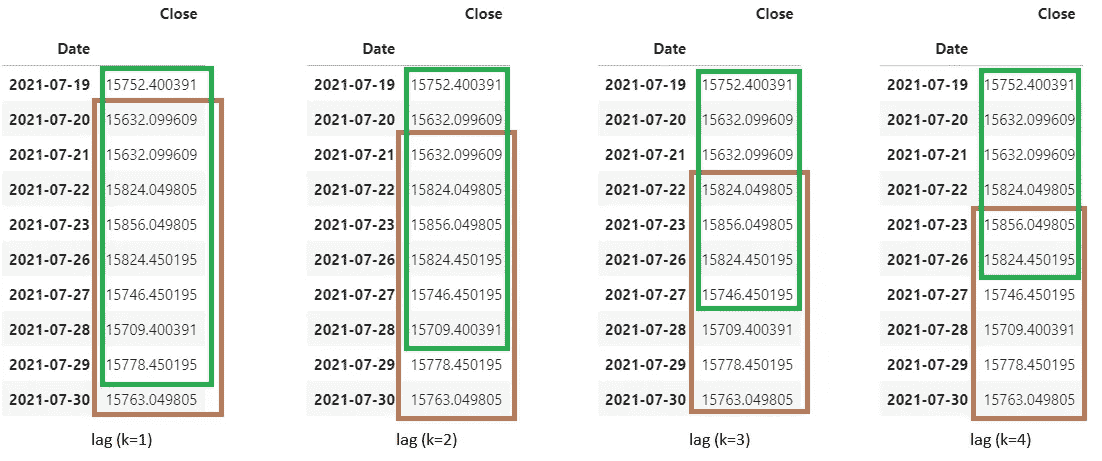 Close Close Close Close
Date Date Date Date
2021-07-19 15752.400391 2021-07-19 15752.400391 2021-07-19 15752.400391 2021-07-19 15752.400391
2021-07-20 15632.099609 2021-07-20 15632.099609 2021-07-20 15632.099609 2021-07-20 15632.099609
2021-07-21 15632.099609 2021-07-21 15632.099609 2021-07-21 15632.099609 2021-07-21 15632.099609
2021-07-22 15824.049805 2021-07-22 15824.049805 2021-07-22 15824.049805 2021-07-22 15824.049805
2021-07-23 15856.049805 2021-07-23 15856.049805 2021-07-23 15856.049805 2021-07-23 15856.049805
2021-07-26 15824.450195 2021-07-26 15824.450195 2021-07-26 15824.450195 2021-07-26 15824.450195
2021-07-27 15746.450195 2021-07-27 15746.450195 2021-07-27 15746.450195 2021-07-27 15746.450195
2021-07-28 15709.400391 2021-07-28 15709.400391 2021-07-28 15709.400391 2021-07-28 15709.400391
2021-07-29 15778.450195 2021-07-29 15778.450195 2021-07-29 15778.450195 2021-07-29 15778.450195
2021-07-30 15763.049805 2021-07-30 15763.049805 2021-07-30 15763.049805 2021-07-30 15763.049805
lag (k=1) lag (k=2) lag (k=3) lag (k=4)